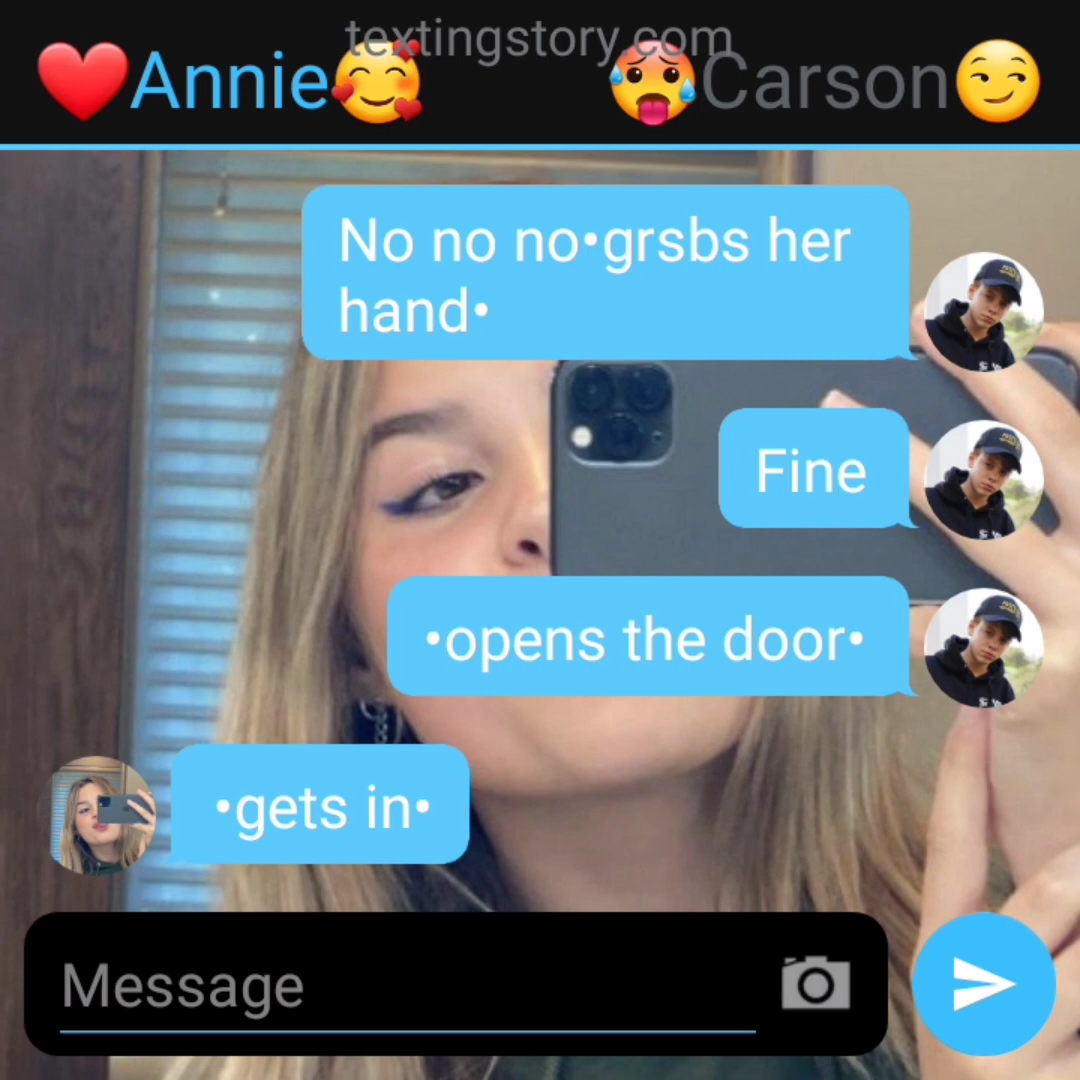 textingstory.com
❤️Annie🥰 🥵Carson😏
No no no•grsbs her
hand•
Fine
•opens the door•
•gets in•
Message